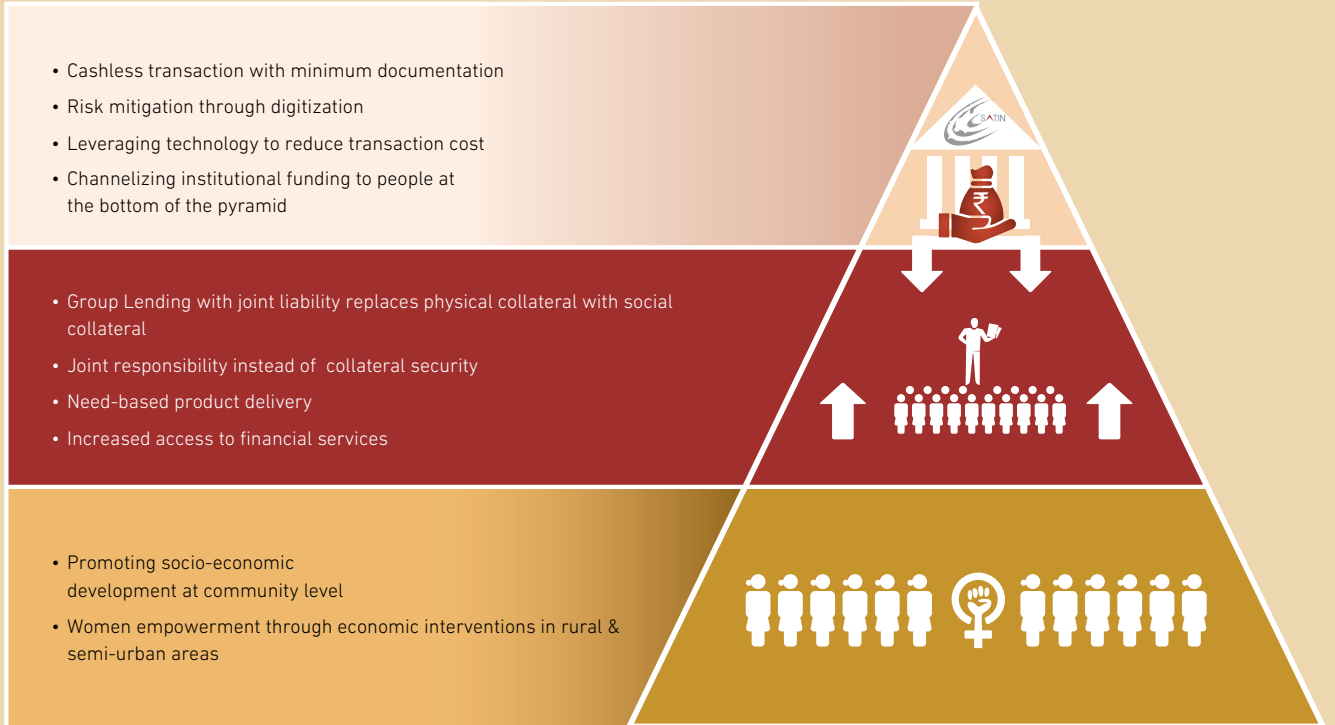 • Cashless transaction with minimum documentation
• Risk mitigation through digitization
• Leveraging technology to reduce transaction cost
• Channelizing institutional funding to people at
the bottom of the pyramid
SATIN
₹
• Group Lending with joint liability replaces physical collateral with social
collateral
• Joint responsibility instead of collateral security
• Need-based product delivery
• Increased access to financial services
• Promoting socio-economic
development at community level
• Women empowerment through economic interventions in rural &
semi-urban areas